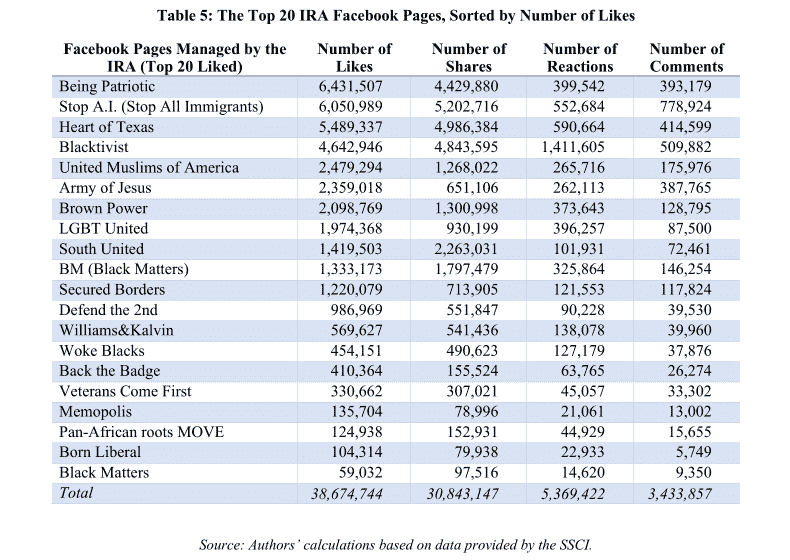 Table 5: The Top 20 IRA Facebook Pages, Sorted by Number of Likes
Facebook Pages Managed by the IRA (Top 20 Liked) Number of Likes Number of Shares Number of Reactions Number of Comments
Being Patriotic 6,431,507 4,429,880 399,542 393,179
Stop A.I. (Stop All Immigrants) 6,050,989 5,202,716 552,684 778,924
Heart of Texas 5,489,337 4,986,384 590,664 414,599
Blacktivist 4,642,946 4,843,595 1,411,605 509,882
United Muslims of America 2,479,294 1,268,022 265,716 175,976
Army of Jesus 2,359,018 651,106 262,113 387,765
Brown Power 2,098,769 1,300,998 373,643 128,795
LGBT United 1,974,368 930,199 396,257 87,500
South United 1,419,503 2,263,031 101,931 72,461
BM (Black Matters) 1,333,173 1,797,479 325,864 146,254
Secured Borders 1,220,079 713,905 121,553 117,824
Defend the 2nd 986,969 551,847 90,228 39,530
Williams&Kalvin 569,627 541,436 138,078 39,960
Woke Blacks 454,151 490,623 127,179 37,876
Back the Badge 410,364 155,524 63,765 26,274
Veterans Come First 330,662 307,021 45,057 33,302
Memopolis 135,704 78,996 21,061 13,002
Pan-African roots MOVE 124,938 152,931 44,929 15,655
Born Liberal 104,314 79,938 22,933 5,749
Black Matters 59,032 97,516 14,620 9,350
Total 38,674,744 30,843,147 5,369,422 3,433,857
Source: Authors’ calculations based on data provided by the SSCI.